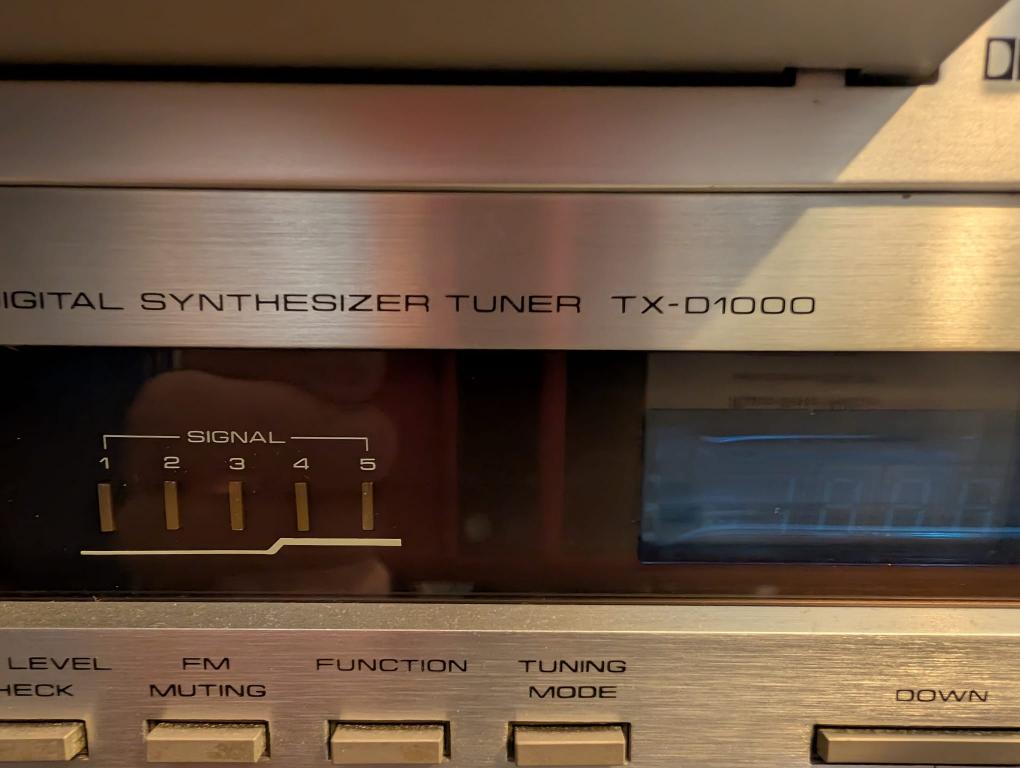 IGITAL SYNTHESIZER TUNER TX-D1000
SIGNAL
1 2 3 4 5
LEVEL
HECK
FM
MUTING
FUNCTION
TUNING
MODE
DOWN